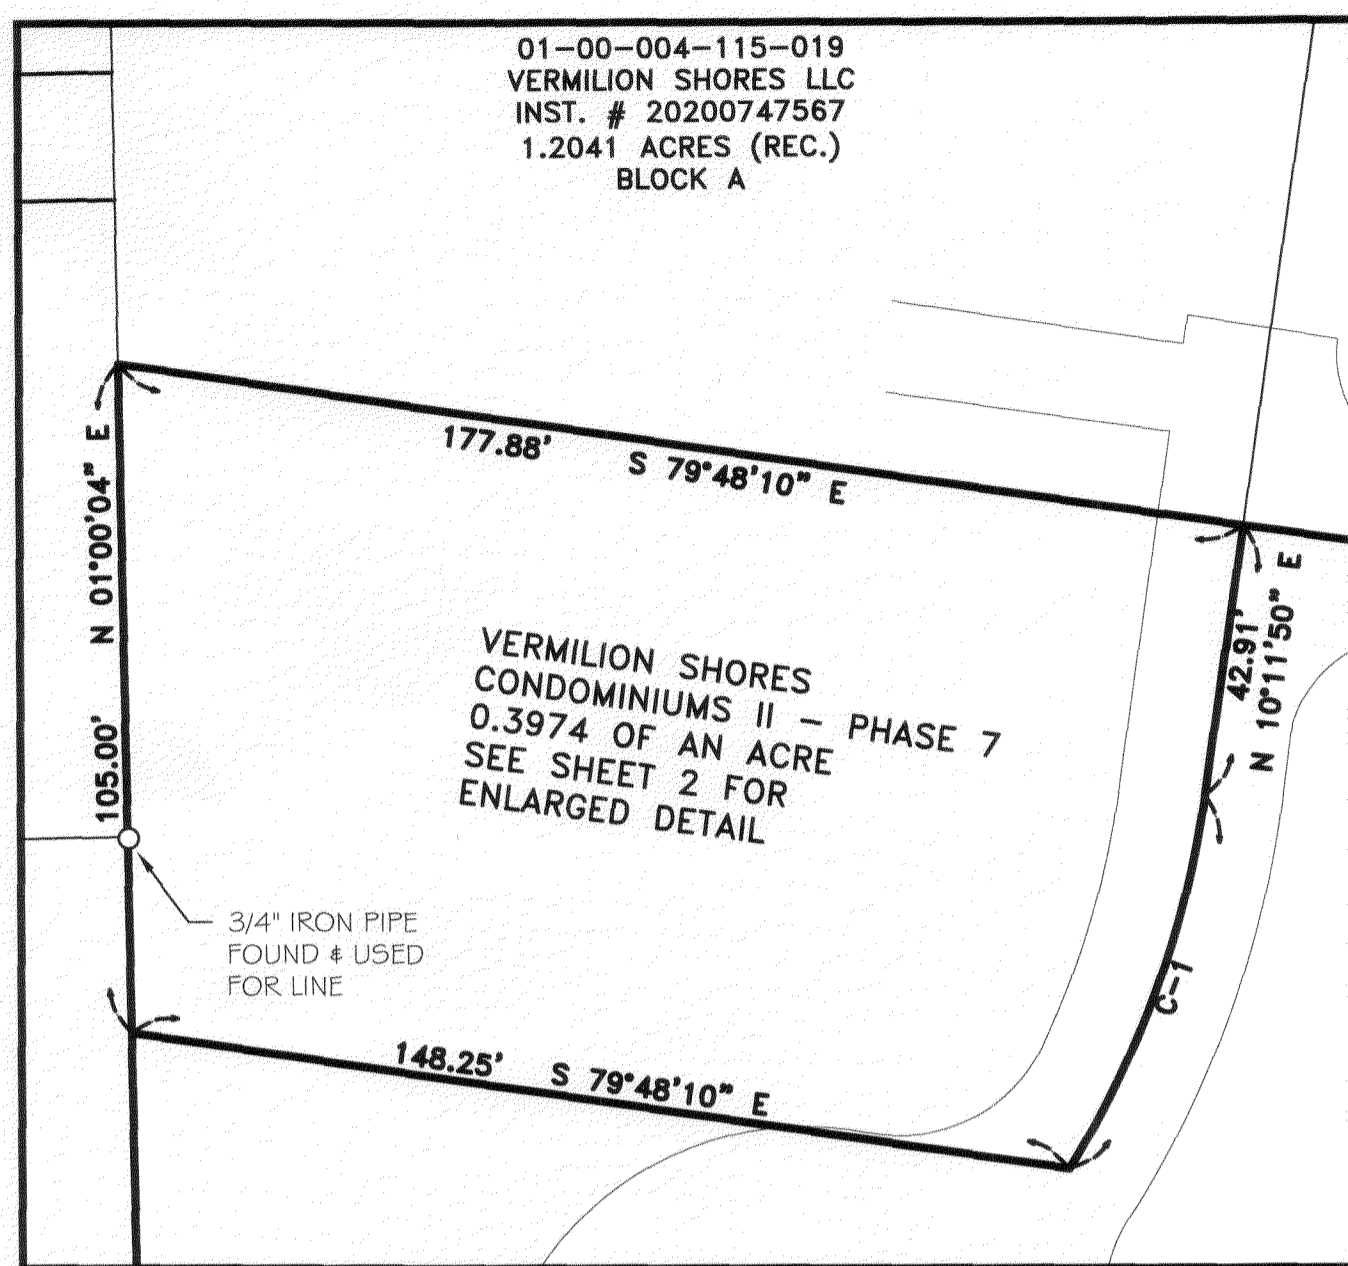 01-00-004-115-019
VERMILION SHORES LLC
INST. # 20200747567
1.2041 ACRES (REC.)
BLOCK A
177.88' S 79°48'10" E
105.00' N 01°00'04" E
42.91'
N 10°11'50" E
VERMILION SHORES
CONDOMINIUMS II - PHASE 7
0.3974 OF AN ACRE
SEE SHEET 2 FOR
ENLARGED DETAIL
3/4" IRON PIPE
FOUND & USED
FOR LINE
C-1
148.25' S 79°48'10" E